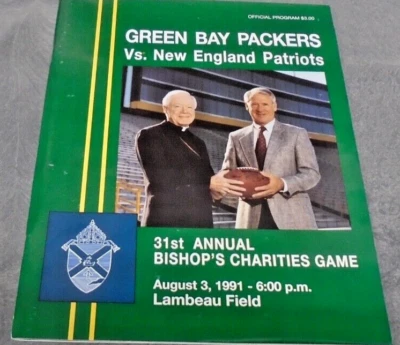 OFFICIAL PROGRAM $3.00
GREEN BAY PACKERS
Vs. New England Patriots
31st ANNUAL
BISHOP'S CHARITIES GAME
August 3, 1991 - 6:00 p.m.
Lambeau Field